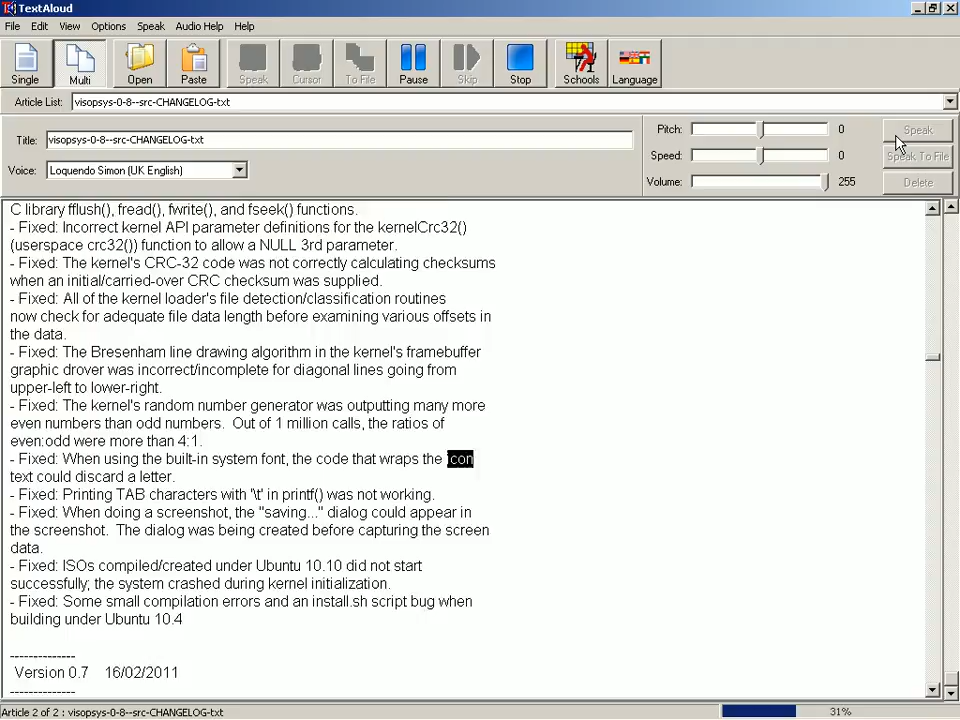 TextAloud
File Edit View Options Speak Audio Help Help
Single Multi Open Paste Speak Cursor To File Pause Skip Stop Schools Language
Article List: visopsys-0-8--src-CHANGELOG-txt
Title: visopsys-0-8--src-CHANGELOG-txt
Voice: Loquendo Simon (UK English)
Pitch: 0 Speak
Speed: 0 Speak To File
Volume: 255 Delete
C library fflush(), fread(), fwrite(), and fseek() functions.
- Fixed: Incorrect kernel API parameter definitions for the kernelCrc32()
(userspace crc32()) function to allow a NULL 3rd parameter.
- Fixed: The kernel's CRC-32 code was not correctly calculating checksums
when an initial/carried-over CRC checksum was supplied.
- Fixed: All of the kernel loader's file detection/classification routines
now check for adequate file data length before examining various offsets in
the data.
- Fixed: The Bresenham line drawing algorithm in the kernel's framebuffer
graphic drover was incorrect/incomplete for diagonal lines going from
upper-left to lower-right.
- Fixed: The kernel's random number generator was outputting many more
even numbers than odd numbers.  Out of 1 million calls, the ratios of
even:odd were more than 4:1.
- Fixed: When using the built-in system font, the code that wraps the icon
text could discard a letter.
- Fixed: Printing TAB characters with '\t' in printf() was not working.
- Fixed: When doing a screenshot, the "saving..." dialog could appear in
the screenshot.  The dialog was being created before capturing the screen
data.
- Fixed: ISOs compiled/created under Ubuntu 10.10 did not start
successfully; the system crashed during kernel initialization.
- Fixed: Some small compilation errors and an install.sh script bug when
building under Ubuntu 10.4
-------------
Version 0.7    16/02/2011
-------------
Article 2 of 2 : visopsys-0-8--src-CHANGELOG-txt 31%